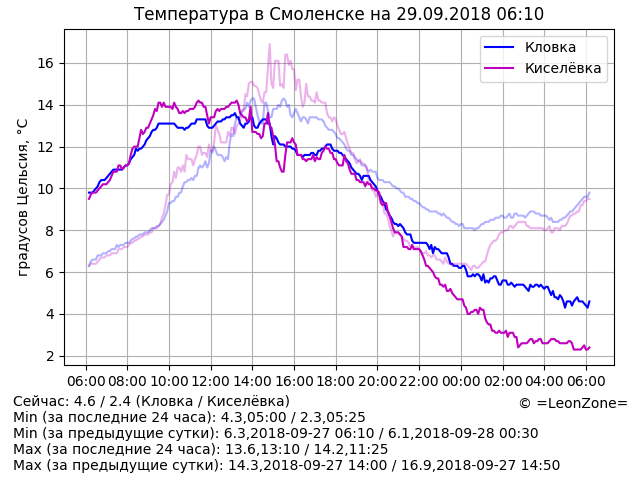 Температура в Смоленске на 29.09.2018 06:10
градусов Цельсия, °C
16
14
12
10
8
6
4
2
Кловка
Киселёвка
06:00 08:00 10:00 12:00 14:00 16:00 18:00 20:00 22:00 00:00 02:00 04:00 06:00
Сейчас: 4.6 / 2.4 (Кловка / Киселёвка)
© =LeonZone=
Min (за последние 24 часа): 4.3,05:00 / 2.3,05:25
Min (за предыдущие сутки): 6.3,2018-09-27 06:10 / 6.1,2018-09-28 00:30
Max (за последние 24 часа): 13.6,13:10 / 14.2,11:25
Max (за предыдущие сутки): 14.3,2018-09-27 14:00 / 16.9,2018-09-27 14:50